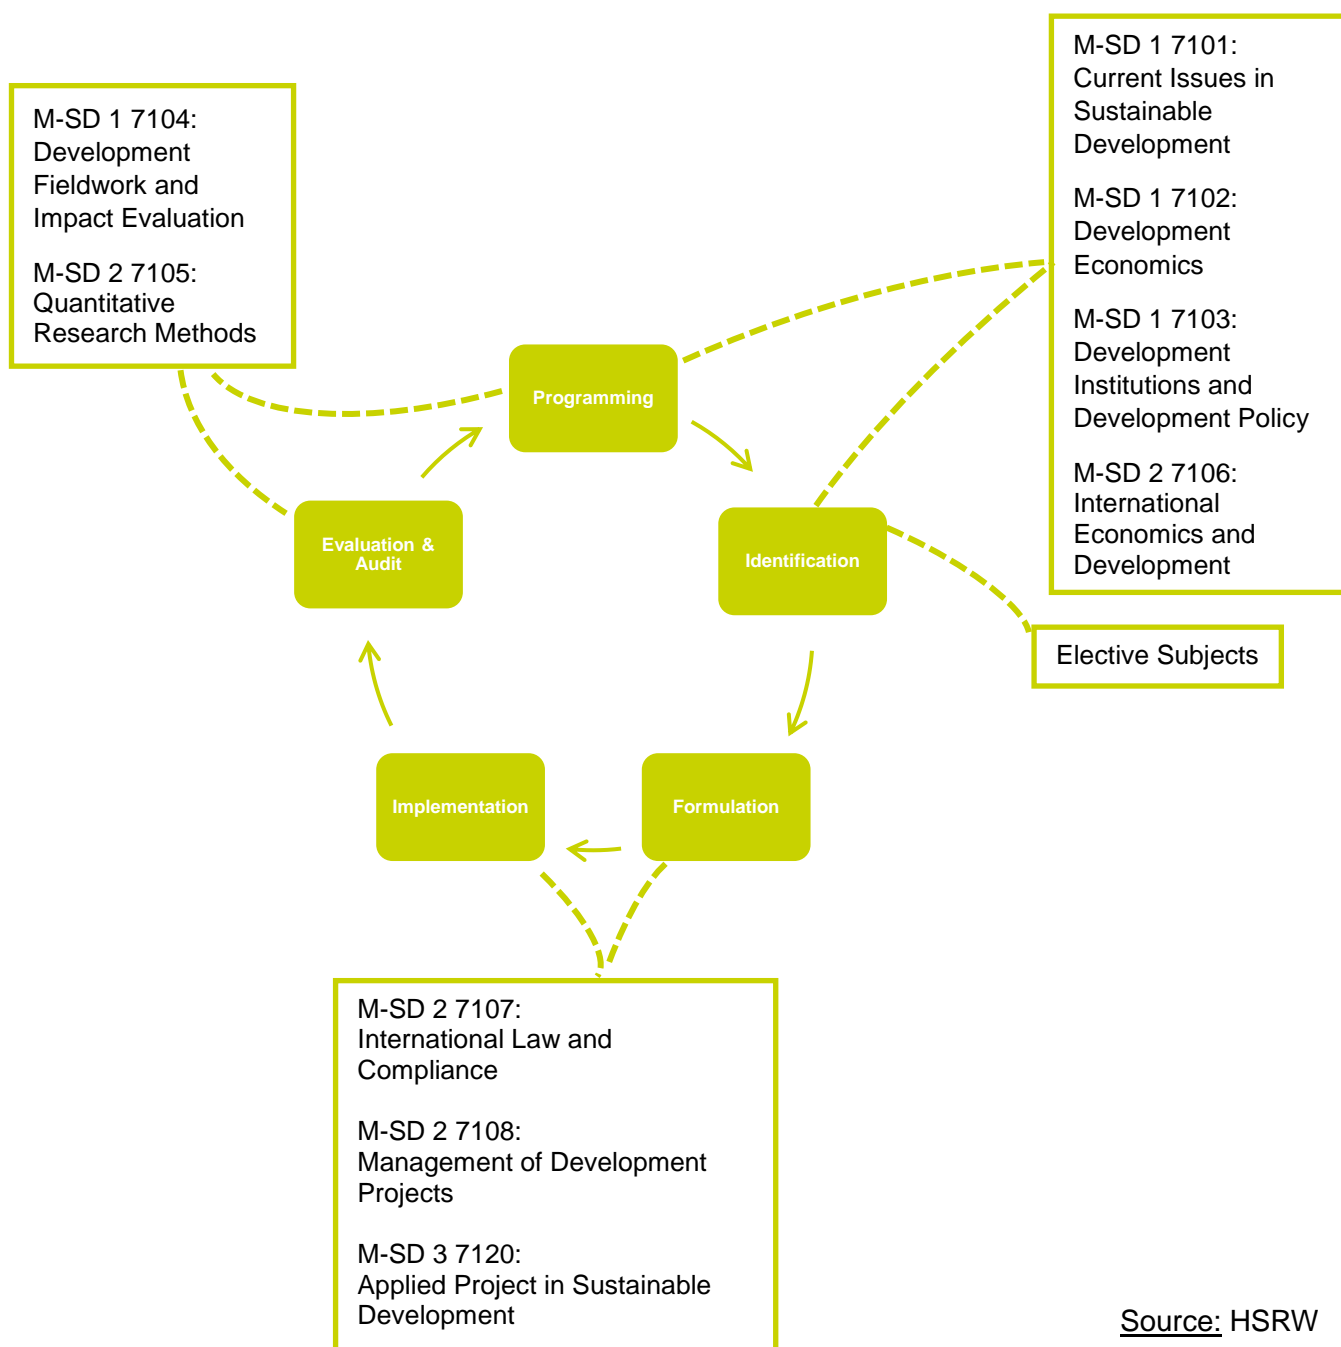 M-SD 1 7104:
Development
Fieldwork and
Impact Evaluation
M-SD 2 7105:
Quantitative
Research Methods
M-SD 1 7101:
Current Issues in
Sustainable
Development
M-SD 1 7102:
Development
Economics
M-SD 1 7103:
Development
Institutions and
Development Policy
M-SD 2 7106:
International
Economics and
Development
Programming
Evaluation &
Audit
Identification
Elective Subjects
Implementation
Formulation
M-SD 2 7107:
International Law and
Compliance
M-SD 2 7108:
Management of Development
Projects
M-SD 3 7120:
Applied Project in Sustainable
Development
Source: HSRW